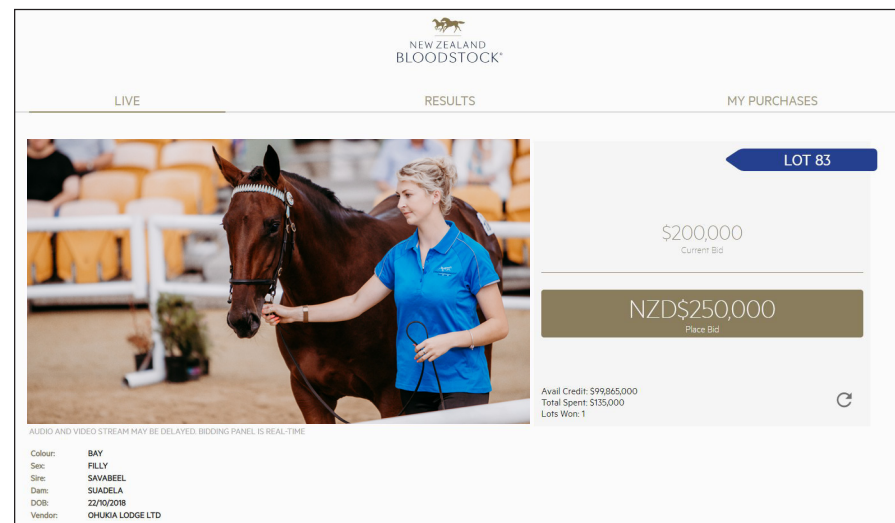 NEW ZEALAND
BLOODSTOCK®
LIVE
RESULTS
MY PURCHASES
LOT 83
$200,000
Current Bid
NZD$250,000
Place Bid
Avail Credit: $99,865,000
Total Spent: $135,000
Lots Won: 1
AUDIO AND VIDEO STREAM MAY BE DELAYED. BIDDING PANEL IS REAL-TIME
Colour: BAY
Sex: FILLY
Sire: SAVABEEL
Dam: SUADELA
DOB: 22/10/2018
Vendor: OHUKIA LODGE LTD